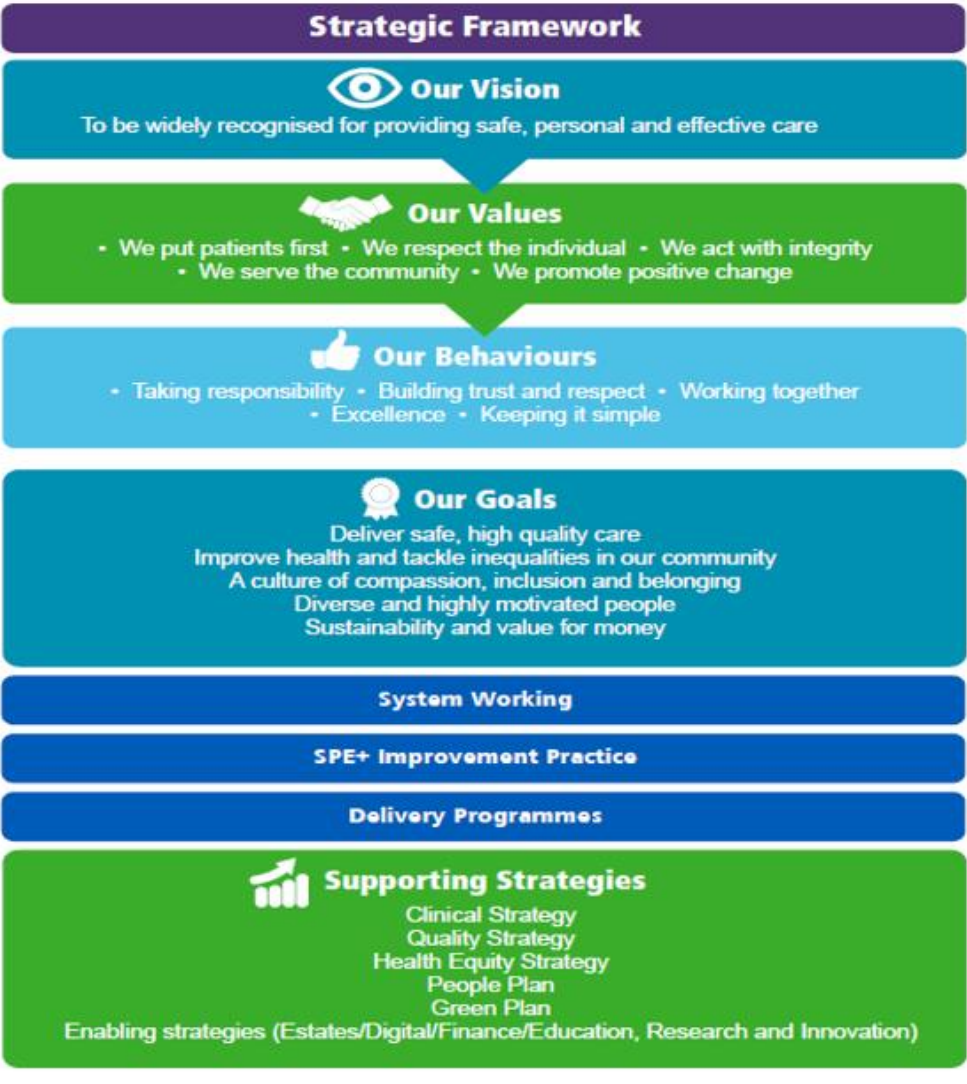 Strategic Framework
Our Vision
To be widely recognised for providing safe, personal and effective care
Our Values
• We put patients first • We respect the individual • We act with integrity
• We serve the community • We promote positive change
Our Behaviours
• Taking responsibility • Building trust and respect • Working together
• Excellence • Keeping it simple
Our Goals
Deliver safe, high quality care
Improve health and tackle inequalities in our community
A culture of compassion, inclusion and belonging
Diverse and highly motivated people
Sustainability and value for money
System Working
SPE+ Improvement Practice
Delivery Programmes
Supporting Strategies
Clinical Strategy
Quality Strategy
Health Equity Strategy
People Plan
Green Plan
Enabling strategies (Estates/Digital/Finance/Education, Research and Innovation)